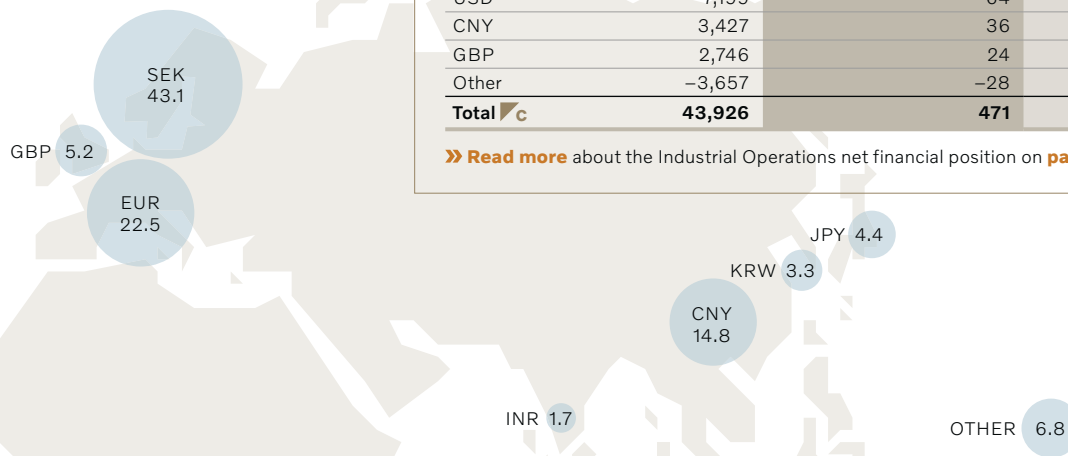 CNY 3,427 36
GBP 2,746 24
Other –3,657 –28
Total c 43,926 471
Read more about the Industrial Operations net financial position on
SEK
43.1
GBP 5.2
EUR
22.5
JPY 4.4
KRW 3.3
CNY
14.8
INR 1.7
OTHER 6.8